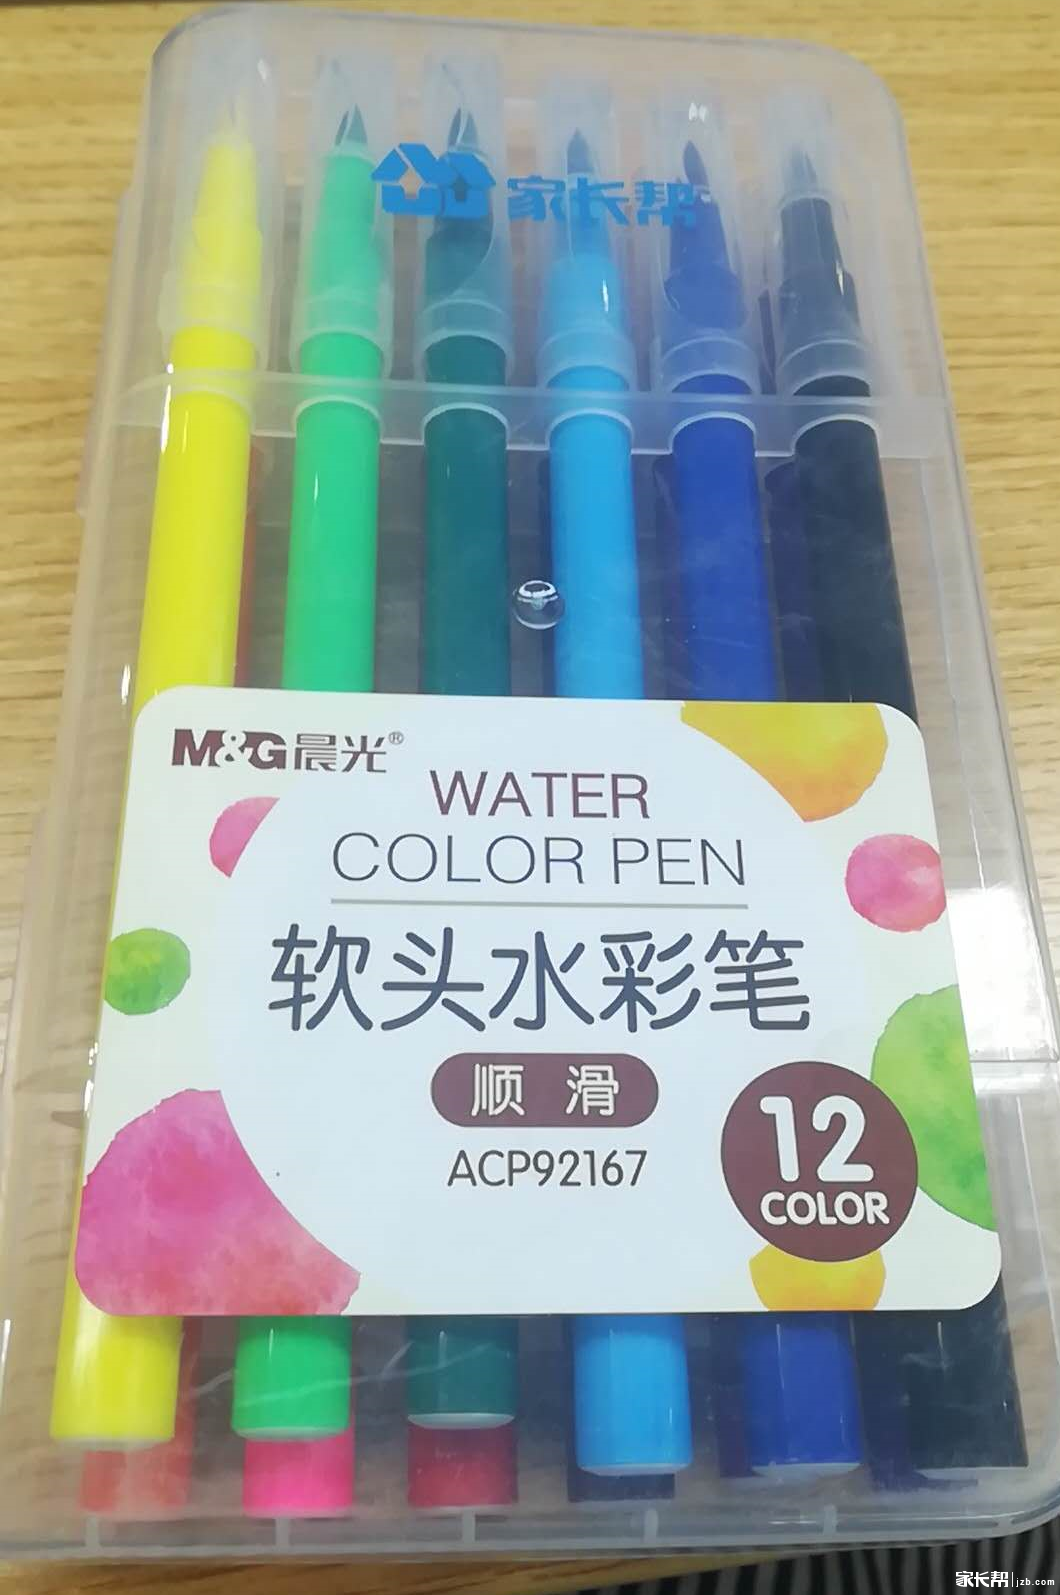 家长帮
M&G晨光®
WATER
COLOR PEN
软头水彩笔
顺 滑
ACP92167
12
COLOR
家长帮 jzb.com